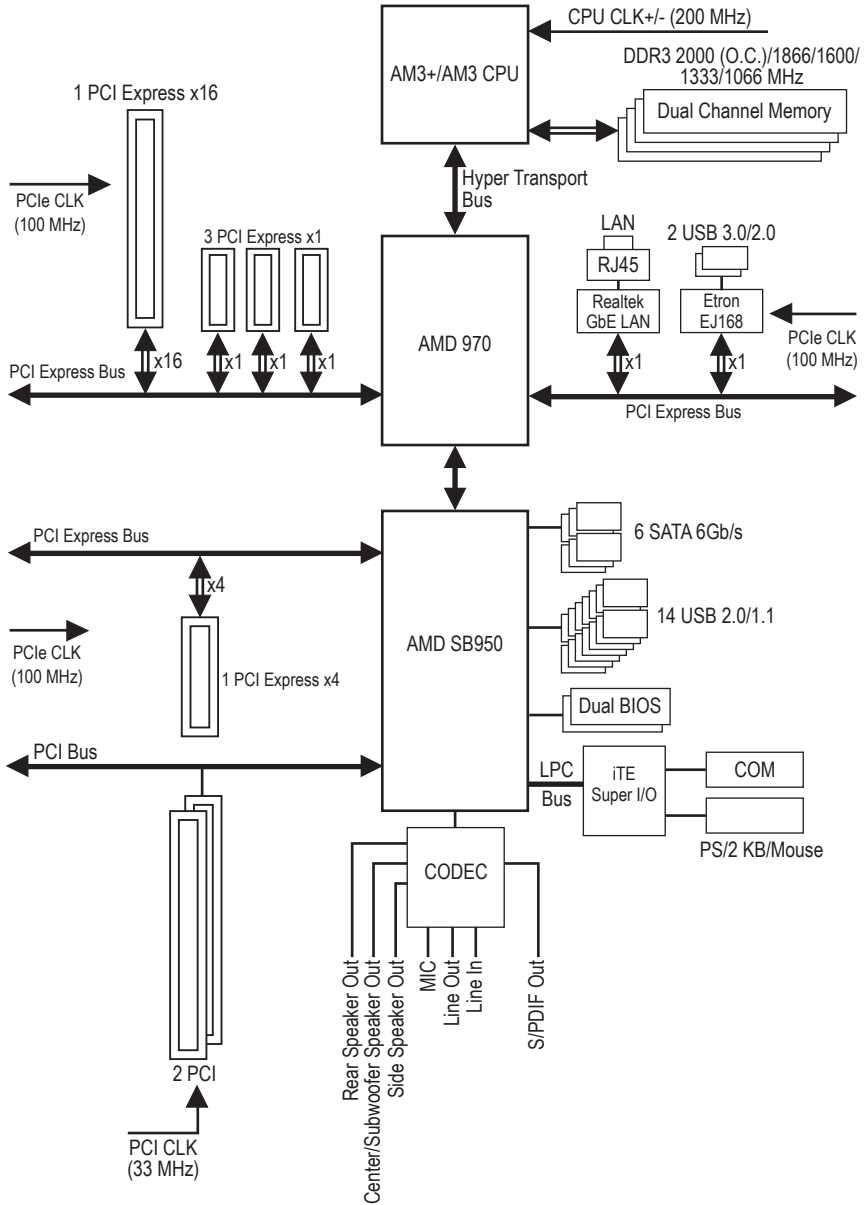 CPU CLK+/- (200 MHz)
AM3+/AM3 CPU
DDR3 2000 (O.C.)/1866/1600/
1333/1066 MHz
Dual Channel Memory
1 PCI Express x16
Hyper Transport
Bus
PCIe CLK
(100 MHz)
3 PCI Express x1
LAN
RJ45
Realtek
GbE LAN
2 USB 3.0/2.0
Etron
EJ168
PCIe CLK
(100 MHz)
AMD 970
x16
x1
x1
x1
x1
x1
PCI Express Bus
PCI Express Bus
PCI Express Bus
x4
PCIe CLK
(100 MHz)
1 PCI Express x4
AMD SB950
6 SATA 6Gb/s
14 USB 2.0/1.1
Dual BIOS
PCI Bus
LPC
Bus
iTE
Super I/O
COM
PS/2 KB/Mouse
CODEC
Rear Speaker Out
Center/Subwoofer Speaker Out
Side Speaker Out
MIC
Line Out
Line In
S/PDIF Out
2 PCI
PCI CLK
(33 MHz)